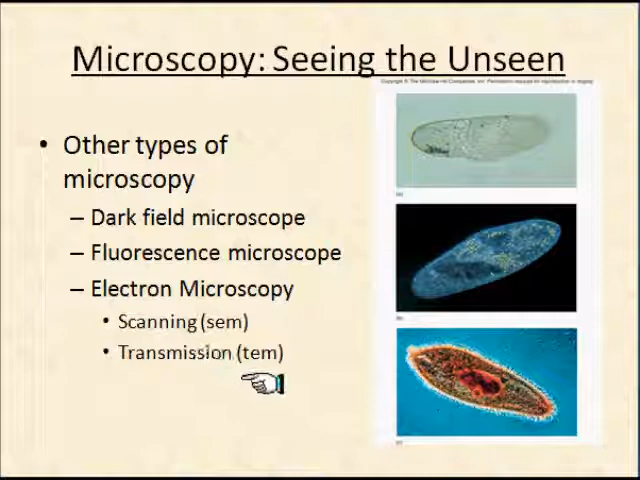 Microscopy: Seeing the Unseen
• Other types of
microscopy
– Dark field microscope
– Fluorescence microscope
– Electron Microscopy
• Scanning (sem)
• Transmission (tem)